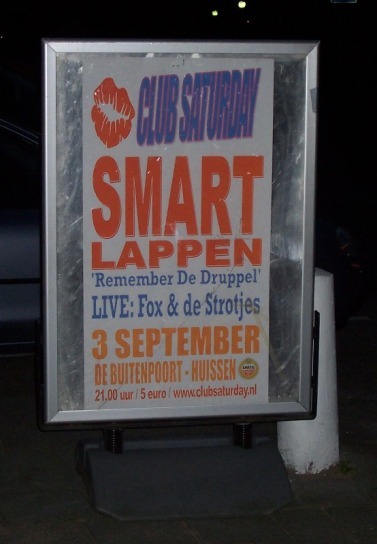 CLUB SATURDAY
SMART
LAPPEN
'Remember De Druppel'
LIVE: Fox & de Strotjes
3 SEPTEMBER
DE BUITENPOORT - HUISSEN
21.00 uur / 5 euro / www.clubsaturday.nl